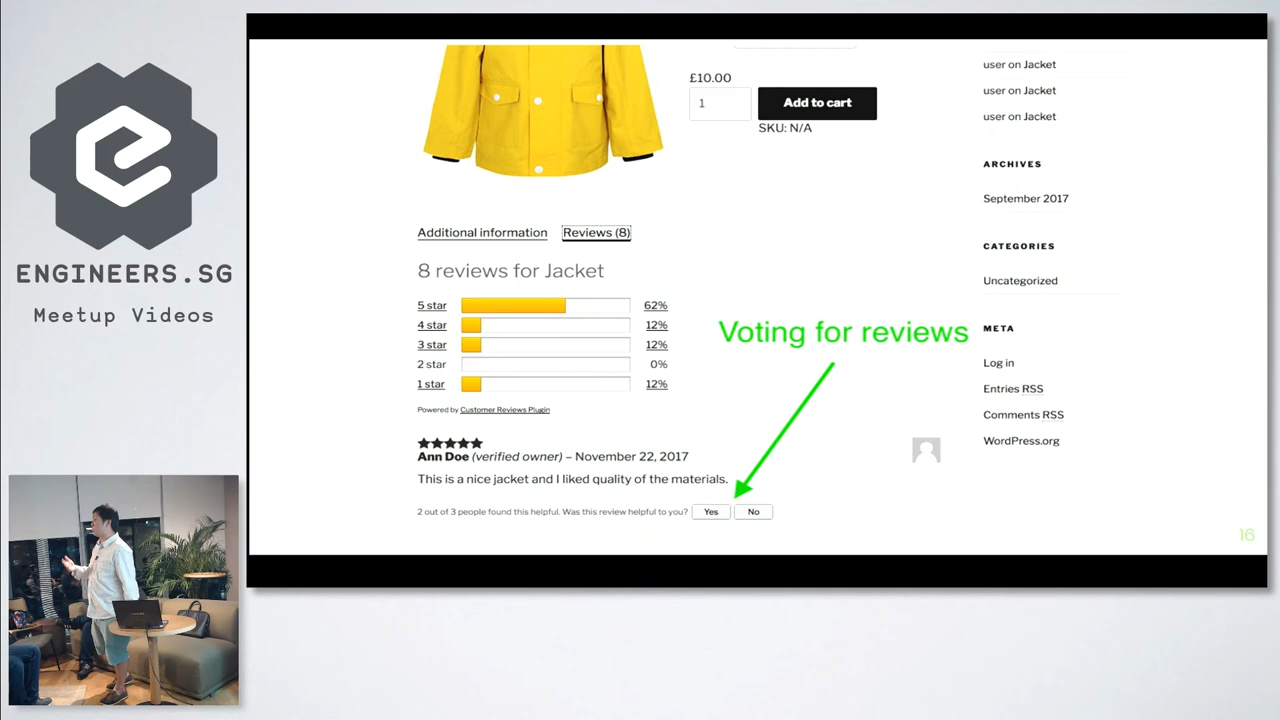 ENGINEERS.SG
Meetup Videos
£10.00
1
Add to cart
SKU: N/A
Additional information
Reviews (8)
8 reviews for Jacket
5 star 62%
4 star 12%
3 star 12%
2 star 0%
1 star 12%
Powered by Customer Reviews Plugin
Voting for reviews
Ann Doe (verified owner) – November 22, 2017
This is a nice jacket and I liked quality of the materials.
2 out of 3 people found this helpful. Was this review helpful to you? Yes No
user on Jacket
user on Jacket
user on Jacket
ARCHIVES
September 2017
CATEGORIES
Uncategorized
META
Log in
Entries RSS
Comments RSS
WordPress.org
16